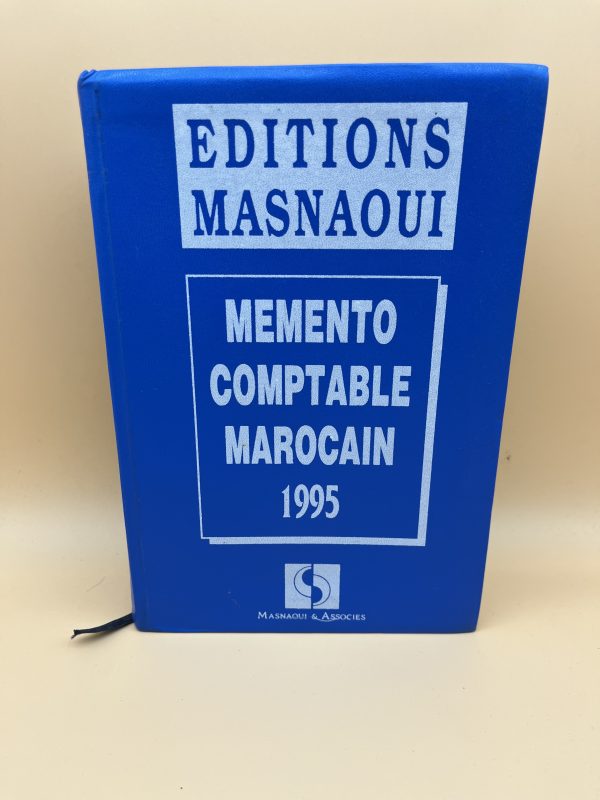 EDITIONS
MASNAOUI
MEMENTO
COMPTABLE
MAROCAIN
1995
MASNAOUI & ASSOCIES